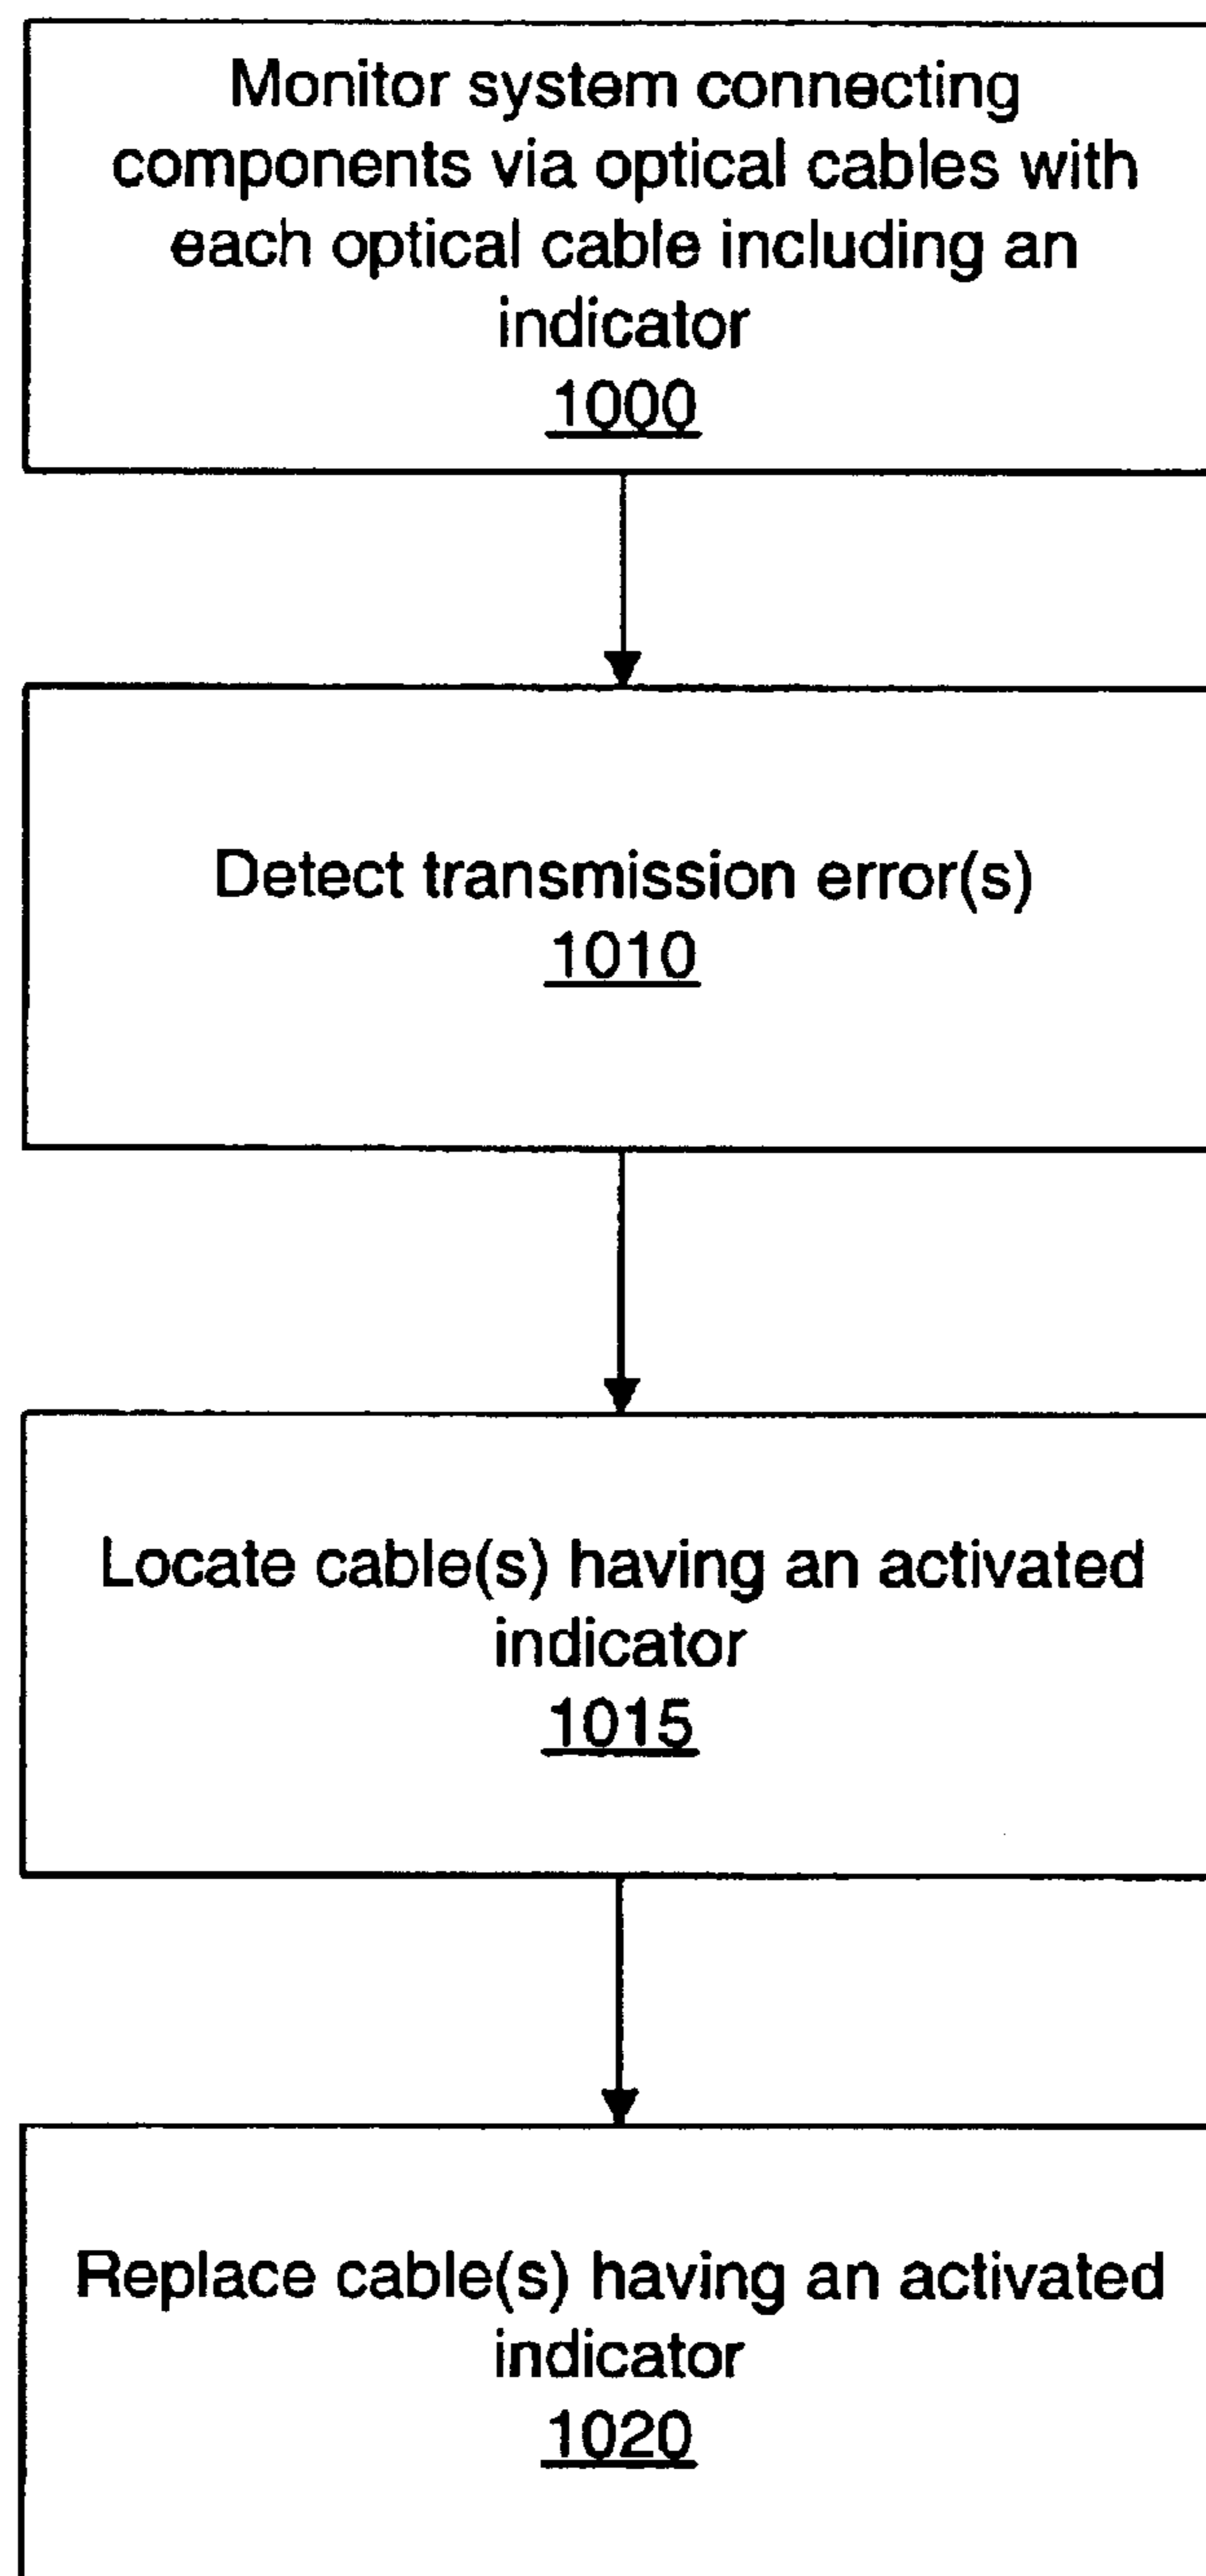 Monitor system connecting
components via optical cables with
each optical cable including an
indicator
1000
Detect transmission error(s)
1010
Locate cable(s) having an activated
indicator
1015
Replace cable(s) having an activated
indicator
1020